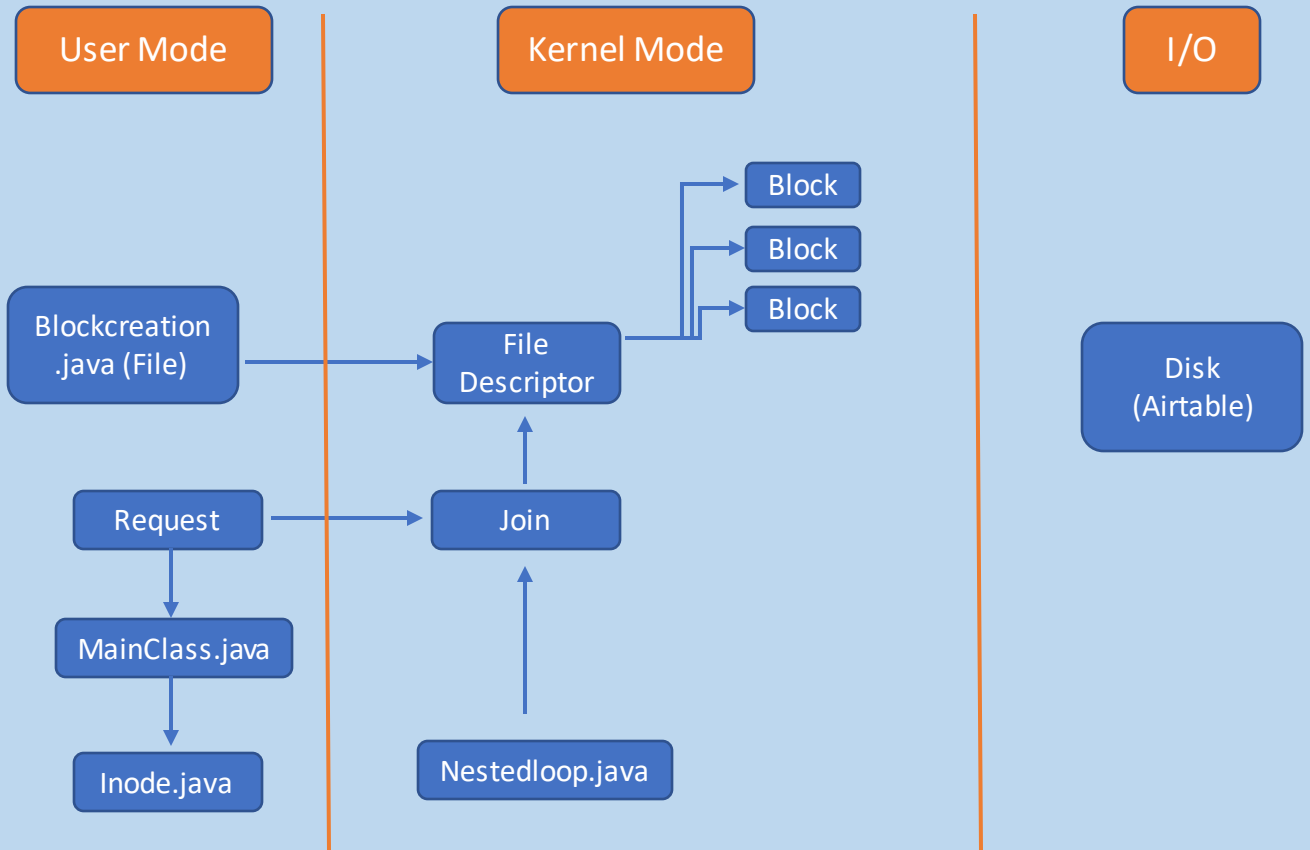 User Mode
Kernel Mode
I/O
Block
Block
Block
Blockcreation
.java (File)
File
Descriptor
Disk
(Airtable)
Request
Join
MainClass.java
Nestedloop.java
Inode.java